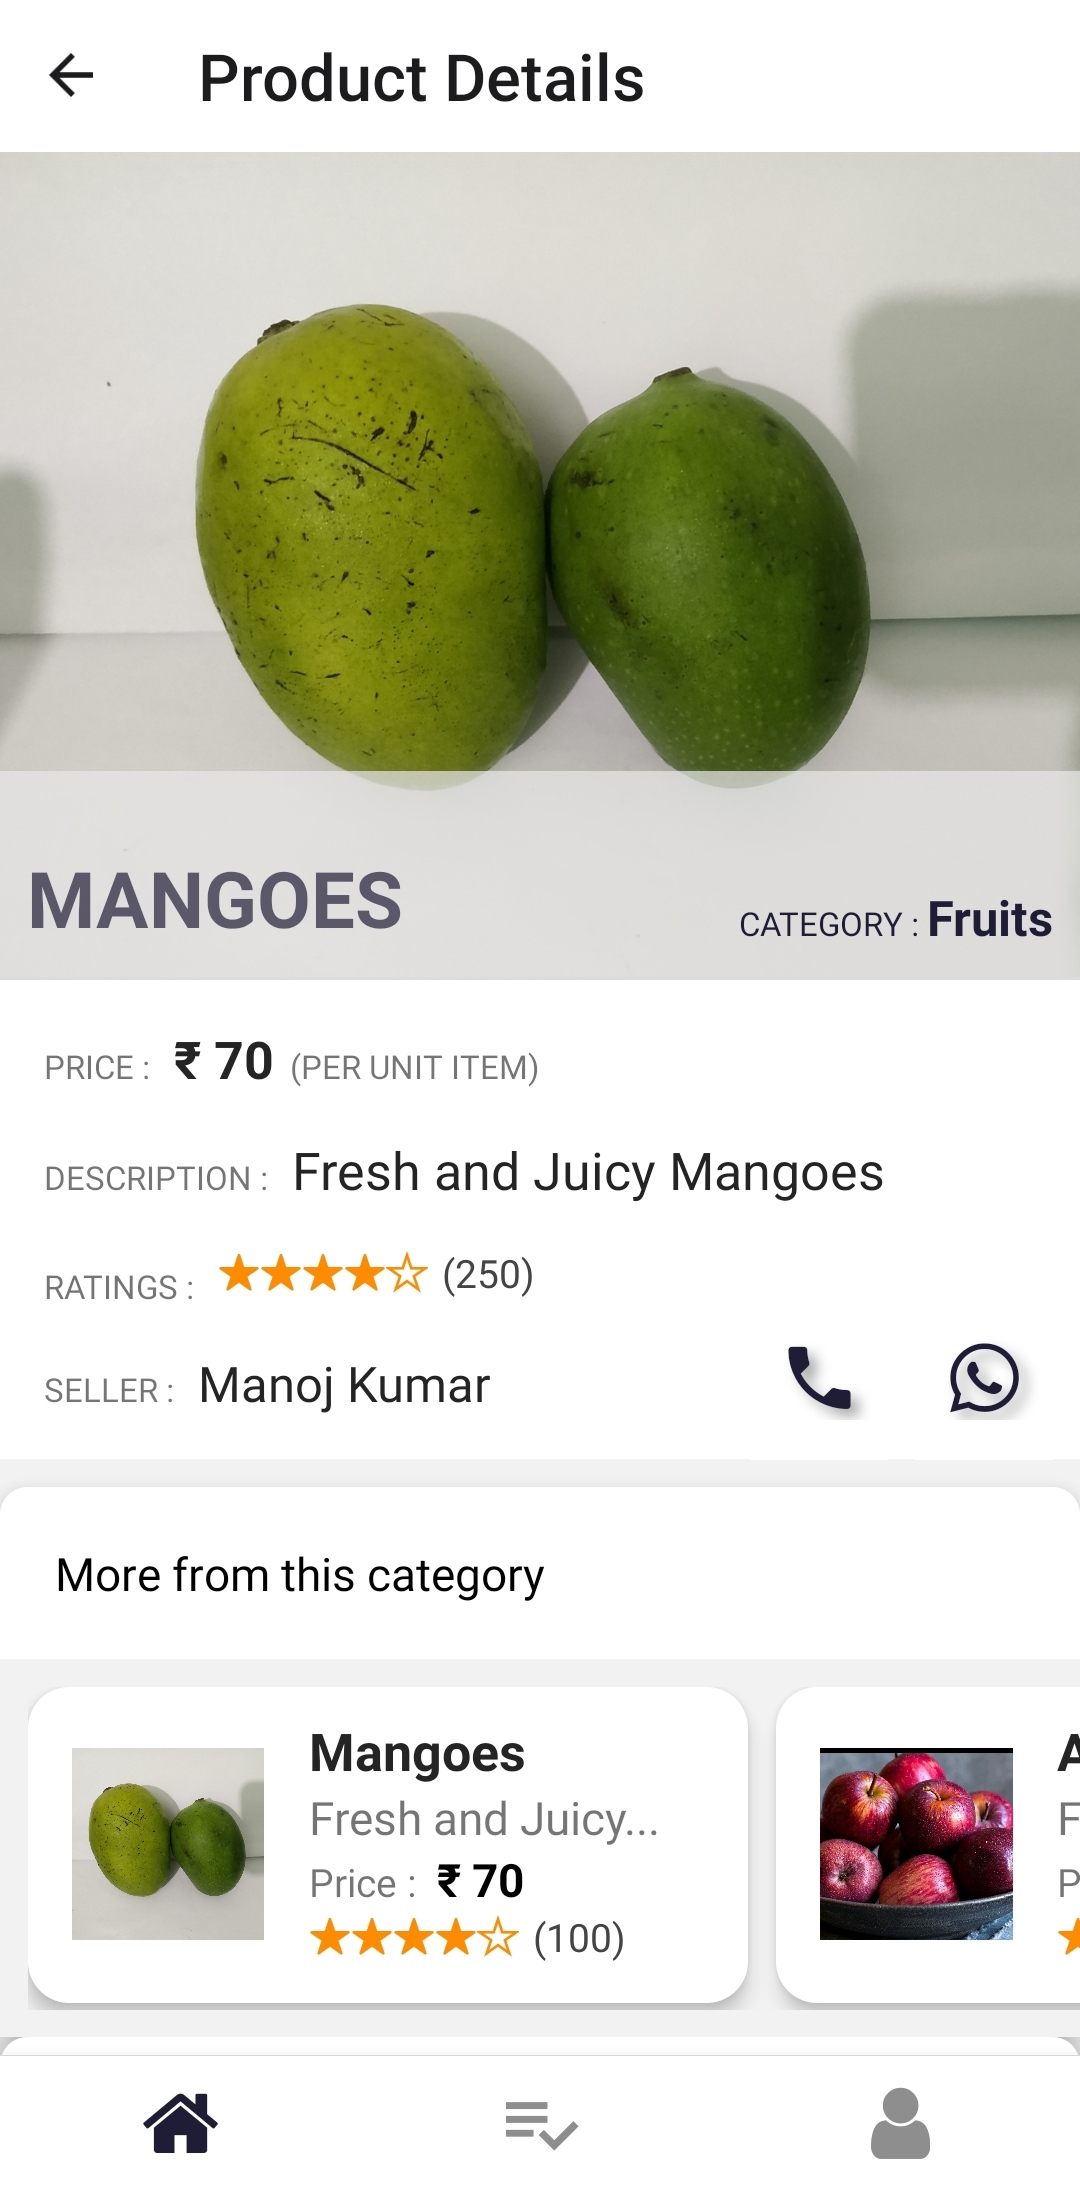 Product Details
MANGOES
CATEGORY : Fruits
PRICE : ₹ 70 (PER UNIT ITEM)
DESCRIPTION : Fresh and Juicy Mangoes
RATINGS : ★★★★☆ (250)
SELLER : Manoj Kumar
More from this category
Mangoes
Fresh and Juicy...
Price : ₹ 70
★★★★☆ (100)